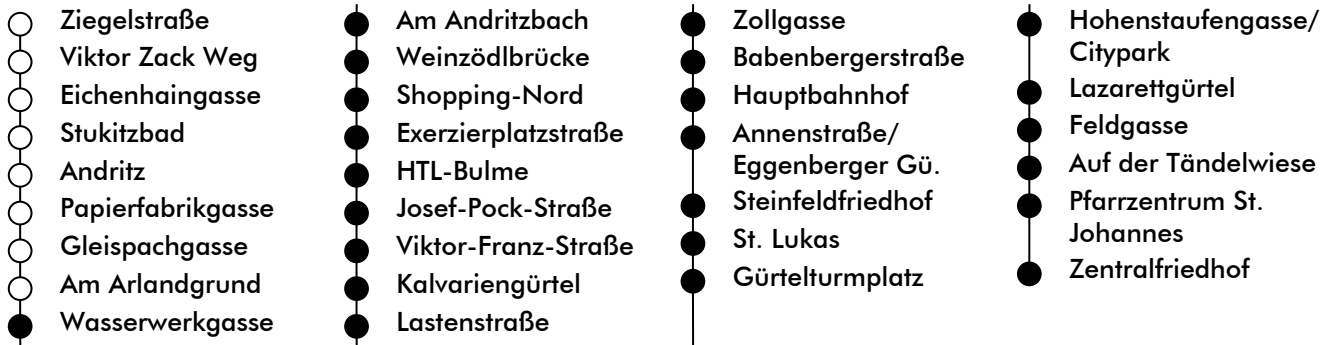 Ziegelstraße
Viktor Zack Weg
Eichenhaingasse
Stukitzbad
Andritz
Papierfabrikgasse
Gleispachgasse
Am Arlandgrund
Wasserwerkgasse
Am Andritzbach
Weinzödlbrücke
Shopping-Nord
Exerzierplatzstraße
HTL-Bulme
Josef-Pock-Straße
Viktor-Franz-Straße
Kalvariengürtel
Lastenstraße
Zollgasse
Babenbergerstraße
Hauptbahnhof
Annenstraße/
Eggenberger Gü.
Steinfeldfriedhof
St. Lukas
Gürtelturmplatz
Hohenstaufengasse/
Citypark
Lazarettgürtel
Feldgasse
Auf der Tändelwiese
Pfarrzentrum St.
Johannes
Zentralfriedhof